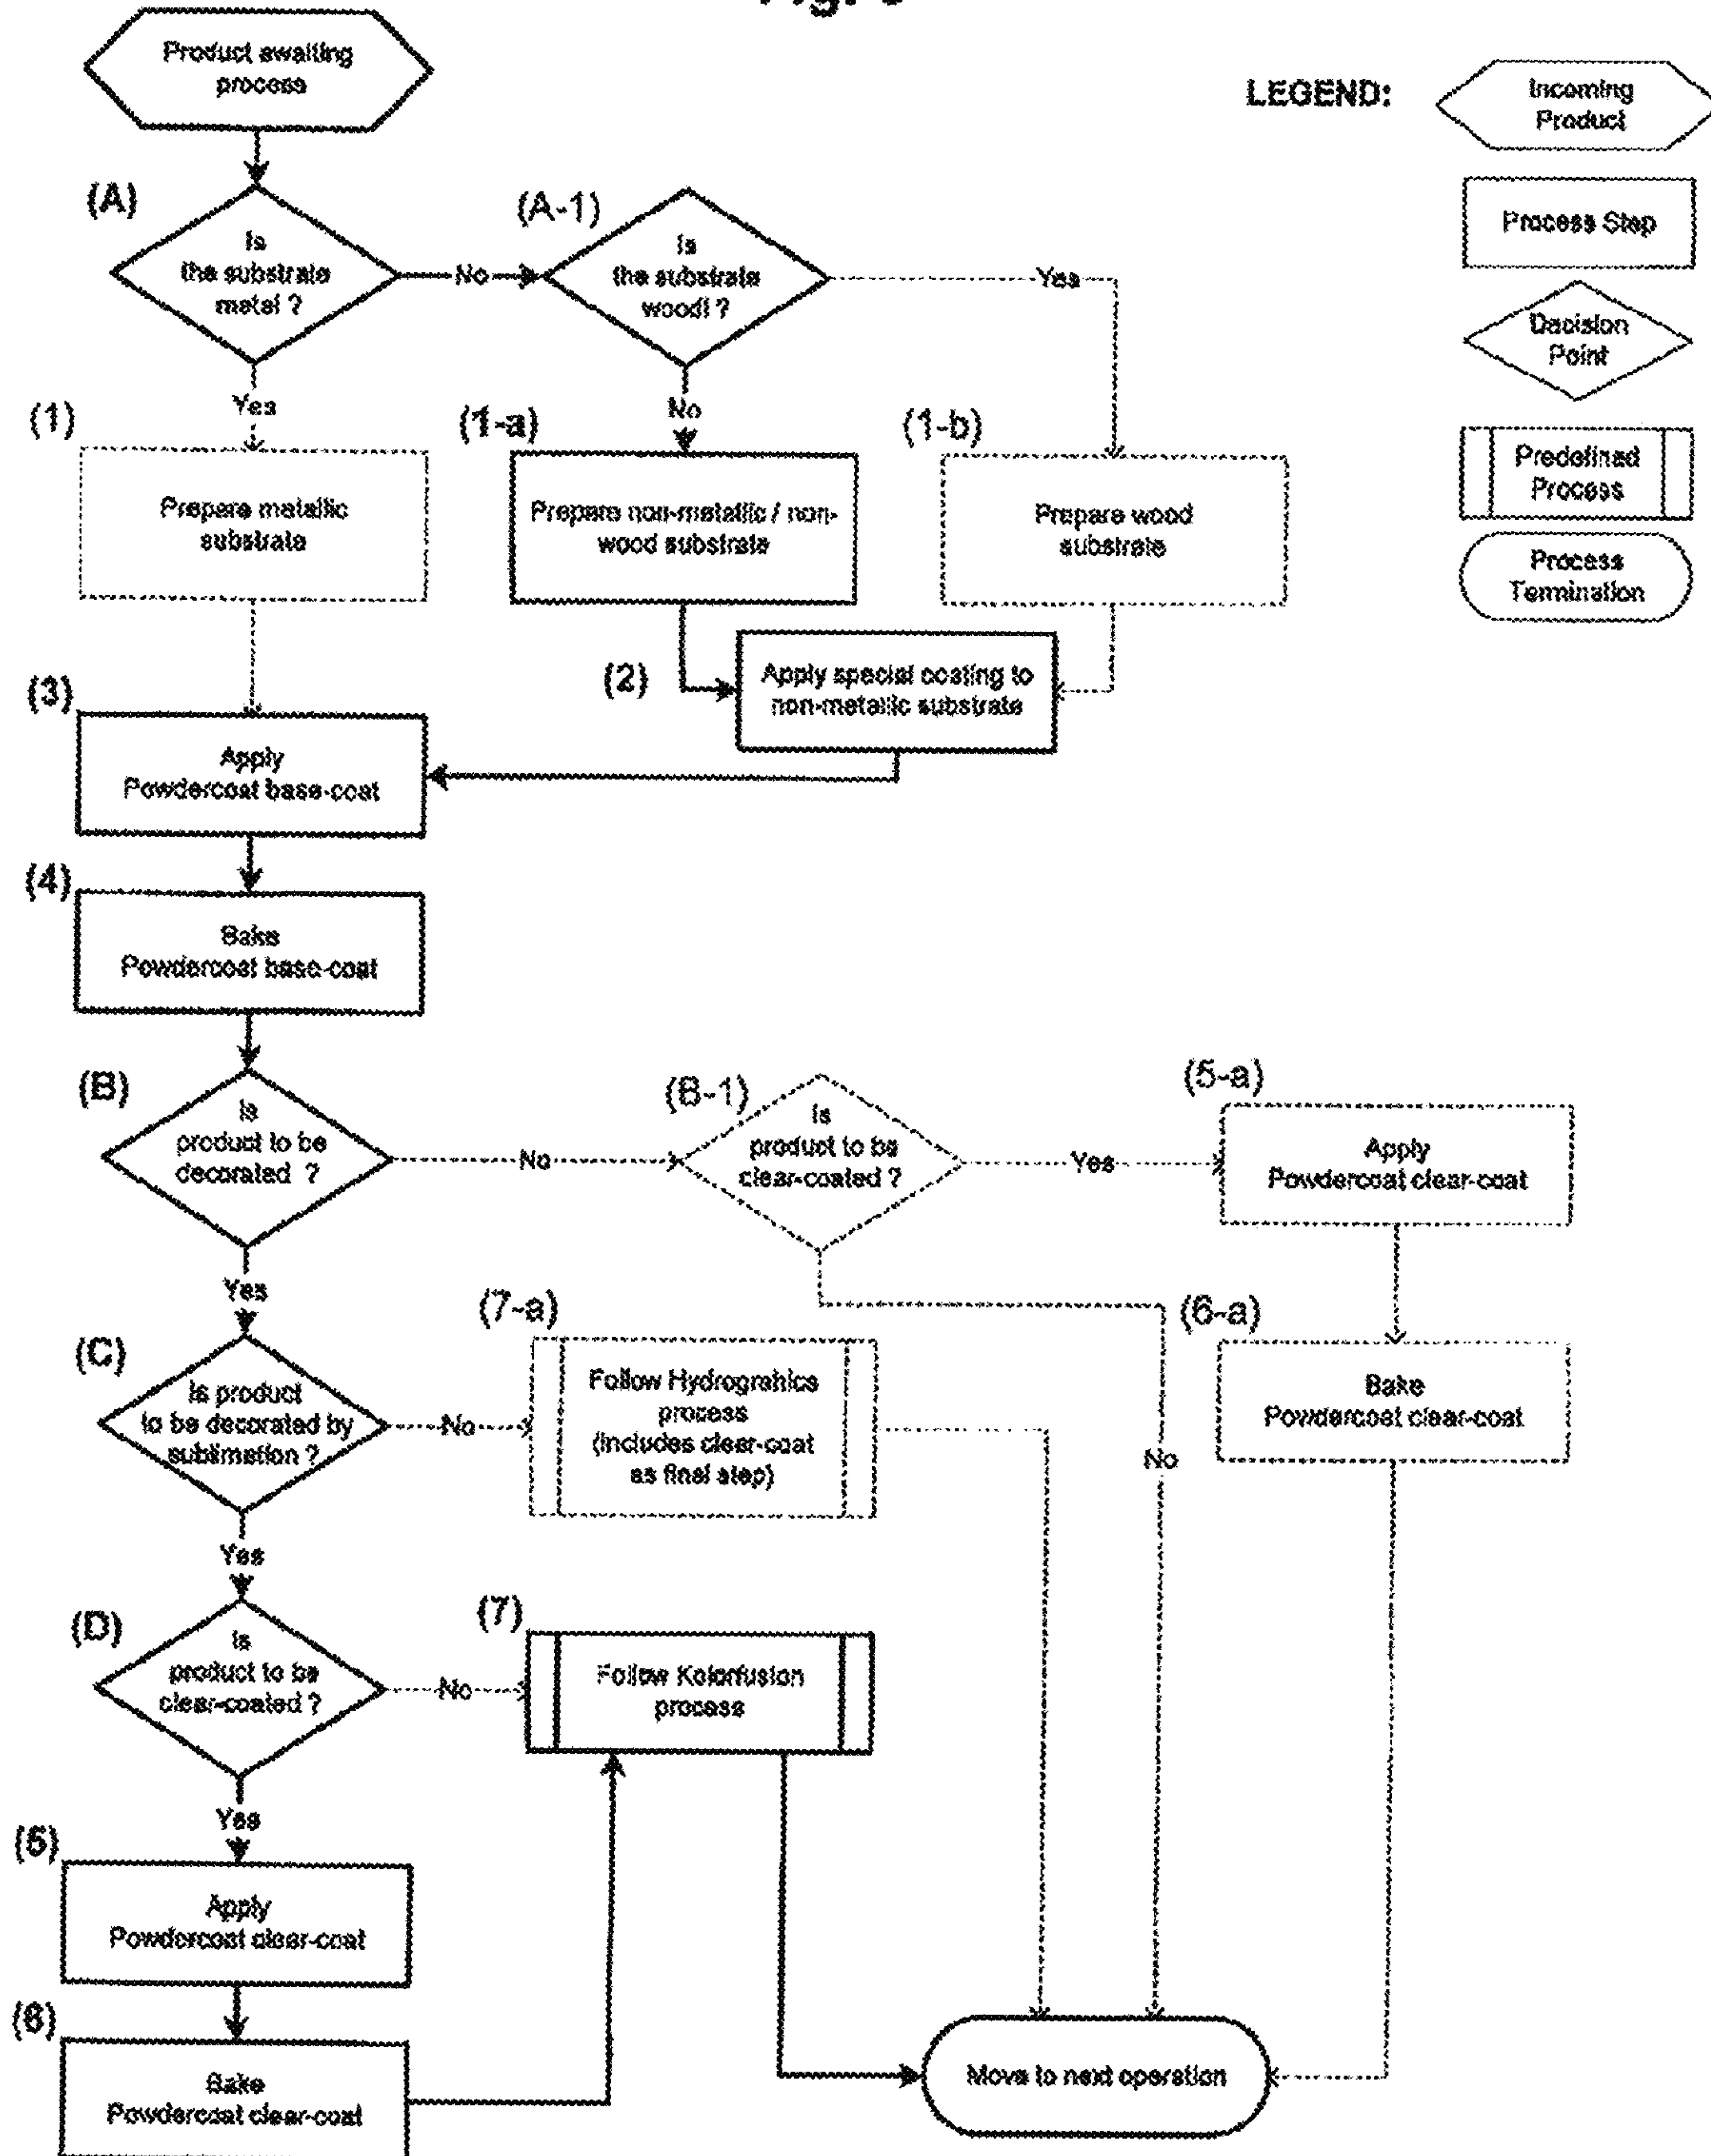 Product awaiting
process
LEGEND:
Incoming
Product
Process Step
Decision
Point
Predefined
Process
Process
Termination
(A)
Is
the substrate
metal ?
No
(A-1)
Is
the substrate
woodl ?
Yes
Yes
No
(1)
Prepare metallic
substrate
(1-a)
Prepare non-metallic / non-
wood substrate
(1-b)
Prepare wood
substrate
(2)
Apply special coating to
non-metallic substrate
(3)
Apply
Powdercoat base-coat
(4)
Bake
Powdercoat base-coat
(B)
Is
product to be
decorated ?
No
(B-1)
Is
product to be
clear-coated ?
Yes
(5-a)
Apply
Powdercoat clear-coat
Yes
(C)
Is product
to be decorated by
sublimation ?
No
(7-a)
Follow Hydrograhics
process
(includes clear-coat
as final step)
No
(6-a)
Bake
Powdercoat clear-coat
Yes
(D)
Is
product to be
clear-coated ?
No
(7)
Follow Kolorfusion
process
Yes
(5)
Apply
Powdercoat clear-coat
(6)
Bake
Powdercoat clear-coat
Move to next operation